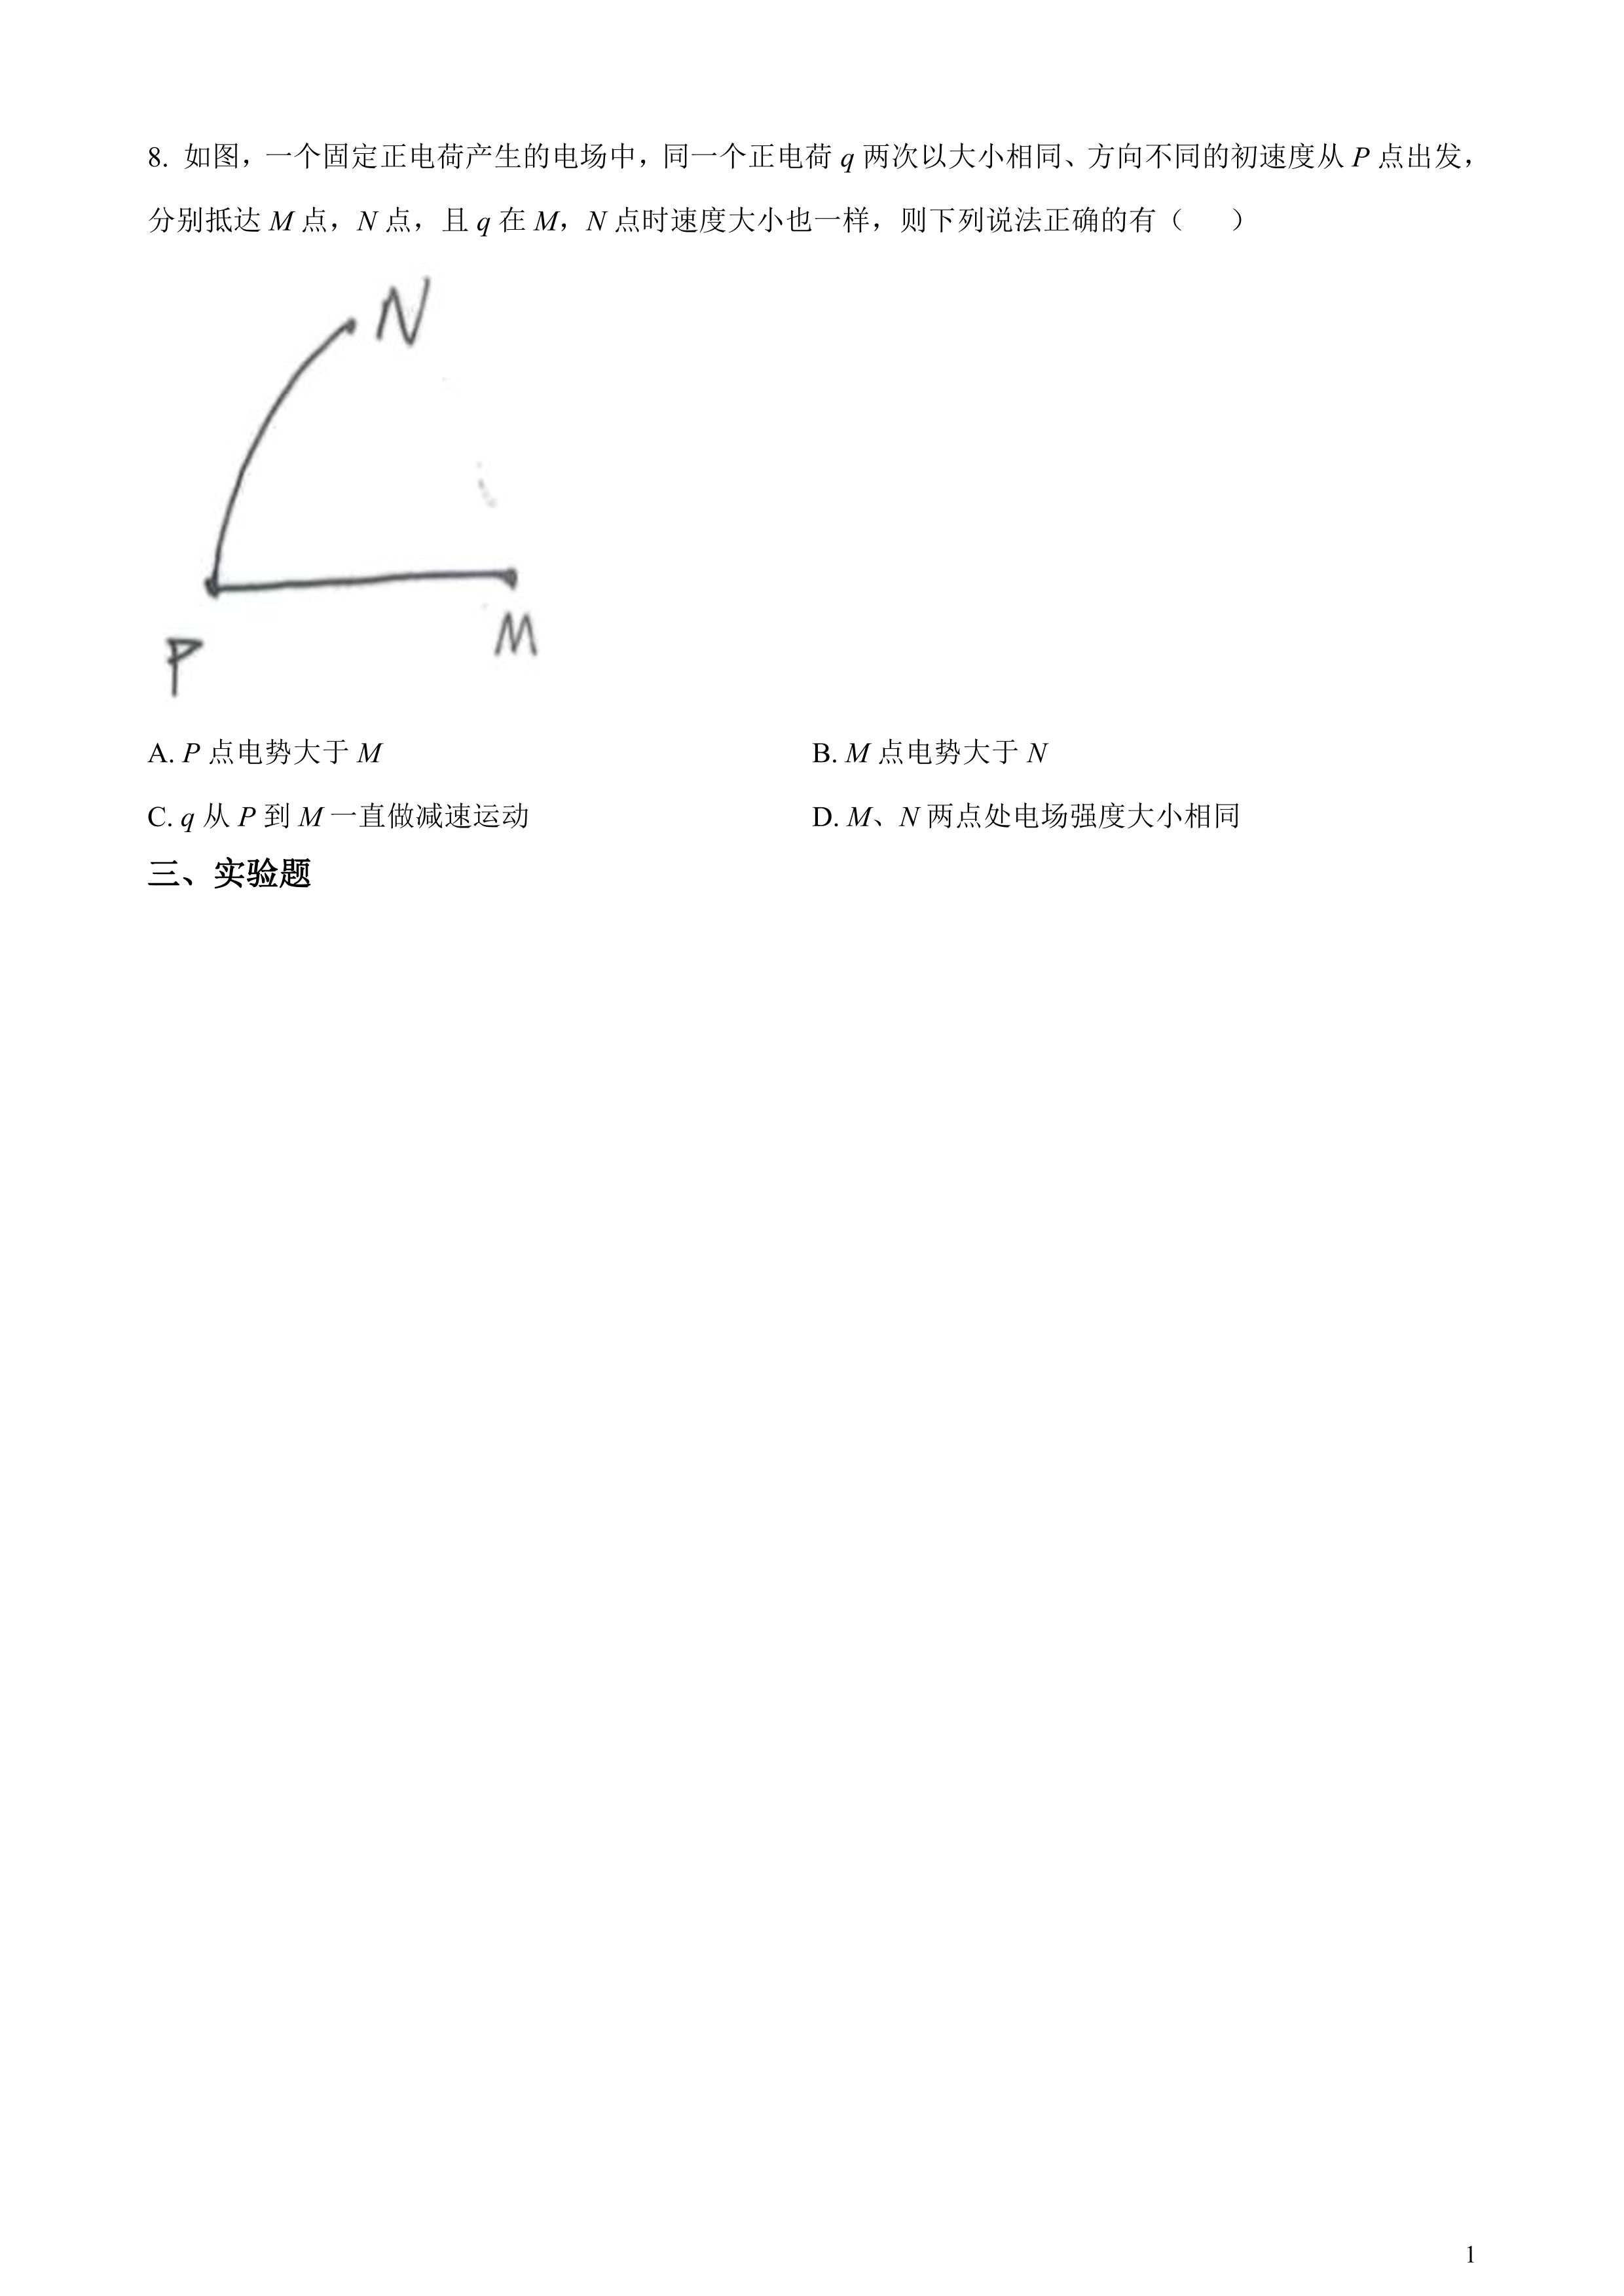 8. 如图，一个固定正电荷产生的电场中，同一个正电荷 q 两次以大小相同、方向不同的初速度从 P 点出发，
分别抵达 M 点，N 点，且 q 在 M，N 点时速度大小也一样，则下列说法正确的有（　　）
N
M
P
A. P 点电势大于 M
B. M 点电势大于 N
C. q 从 P 到 M 一直做减速运动
D. M、N 两点处电场强度大小相同
三、实验题
1